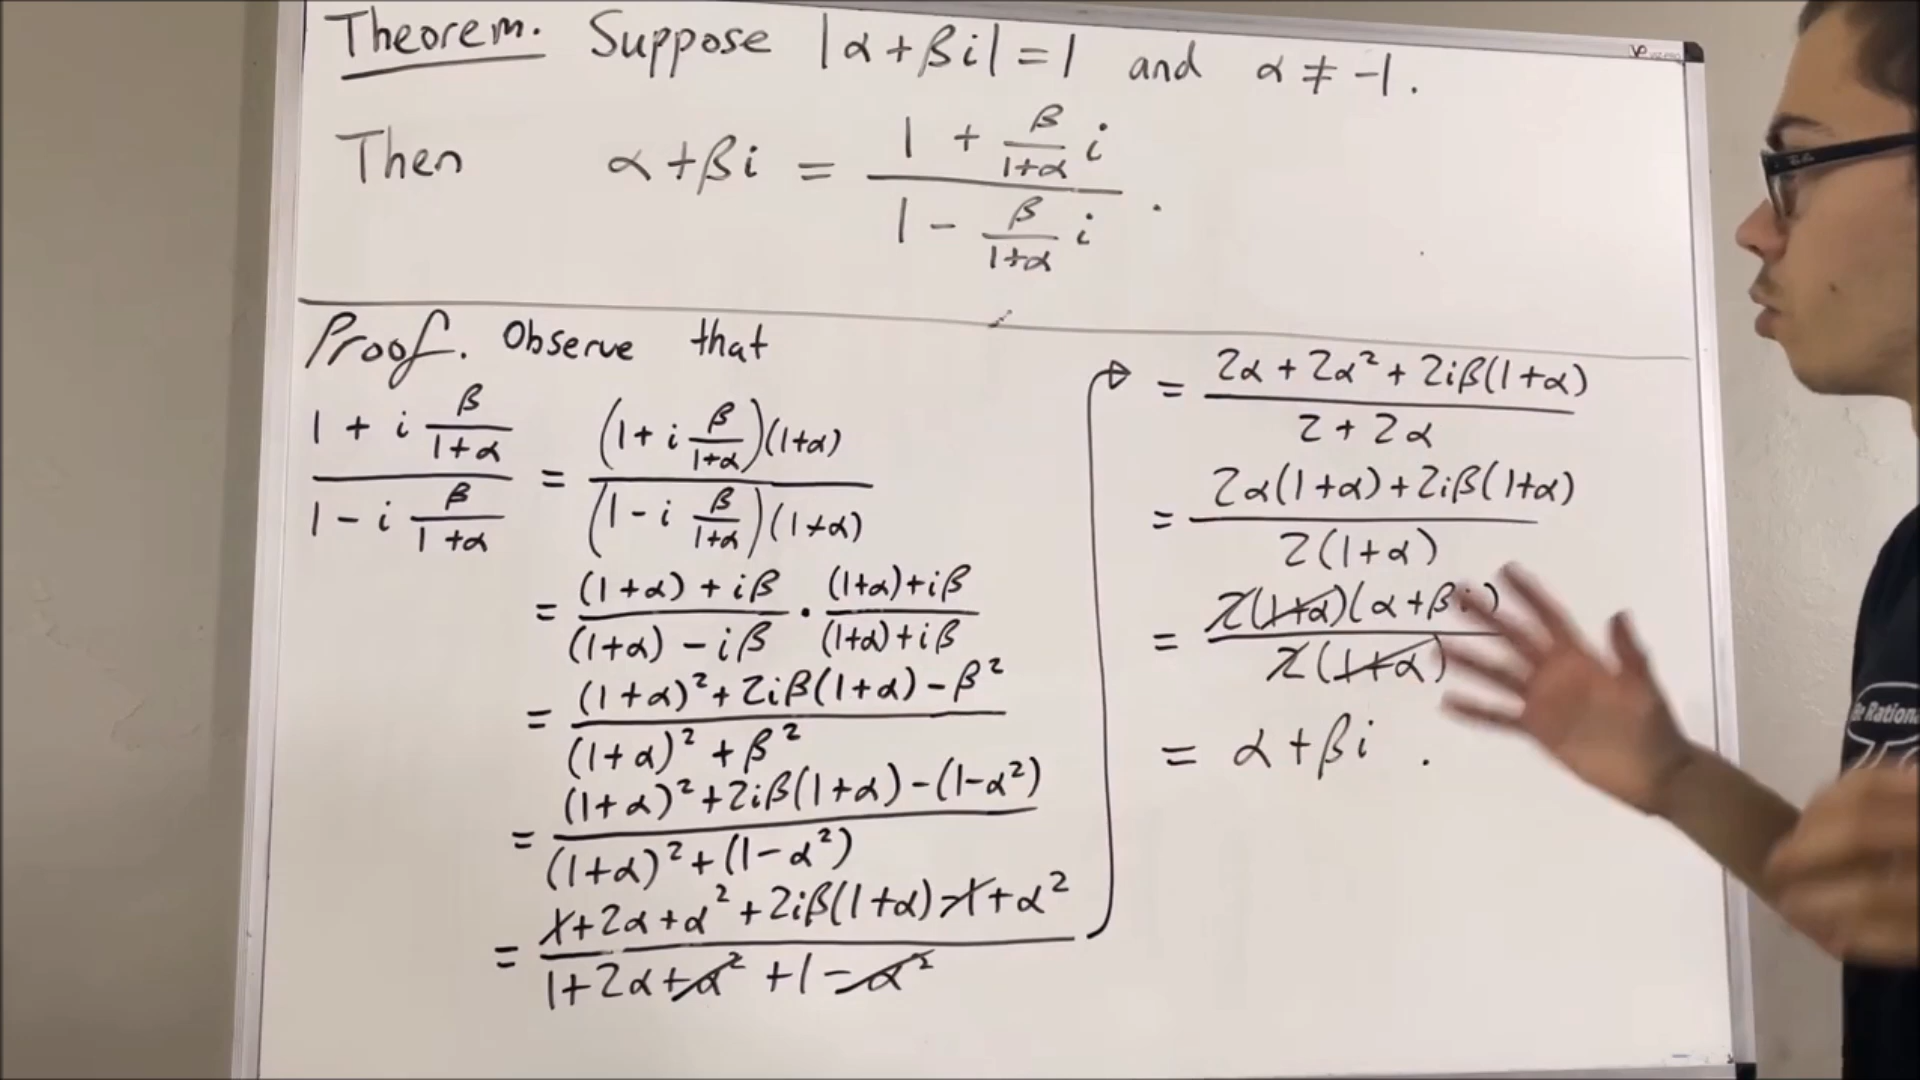 Theorem. Suppose |α+βi|=1 and α≠-1.
Then α+βi = (1 + β/(1+α) i) / (1 - β/(1+α) i).
Proof. Observe that
(1 + i β/(1+α)) / (1 - i β/(1+α)) = ((1+ i β/(1+α))(1+α)) / ((1- i β/(1+α))(1+α))
= ((1+α)+iβ) / ((1+α)-iβ) · ((1+α)+iβ) / ((1+α)+iβ)
= ((1+α)²+2iβ(1+α)-β²) / ((1+α)²+β²)
= ((1+α)²+2iβ(1+α)-(1-α²)) / ((1+α)²+(1-α²))
= (1+2α+α²+2iβ(1+α)-1+α²) / (1+2α+α²+1-α²)
= (2α+2α²+2iβ(1+α)) / (2+2α)
= (2α(1+α)+2iβ(1+α)) / (2(1+α))
= (2(1+α)(α+βi)) / (2(1+α))
= α+βi .
Rationa